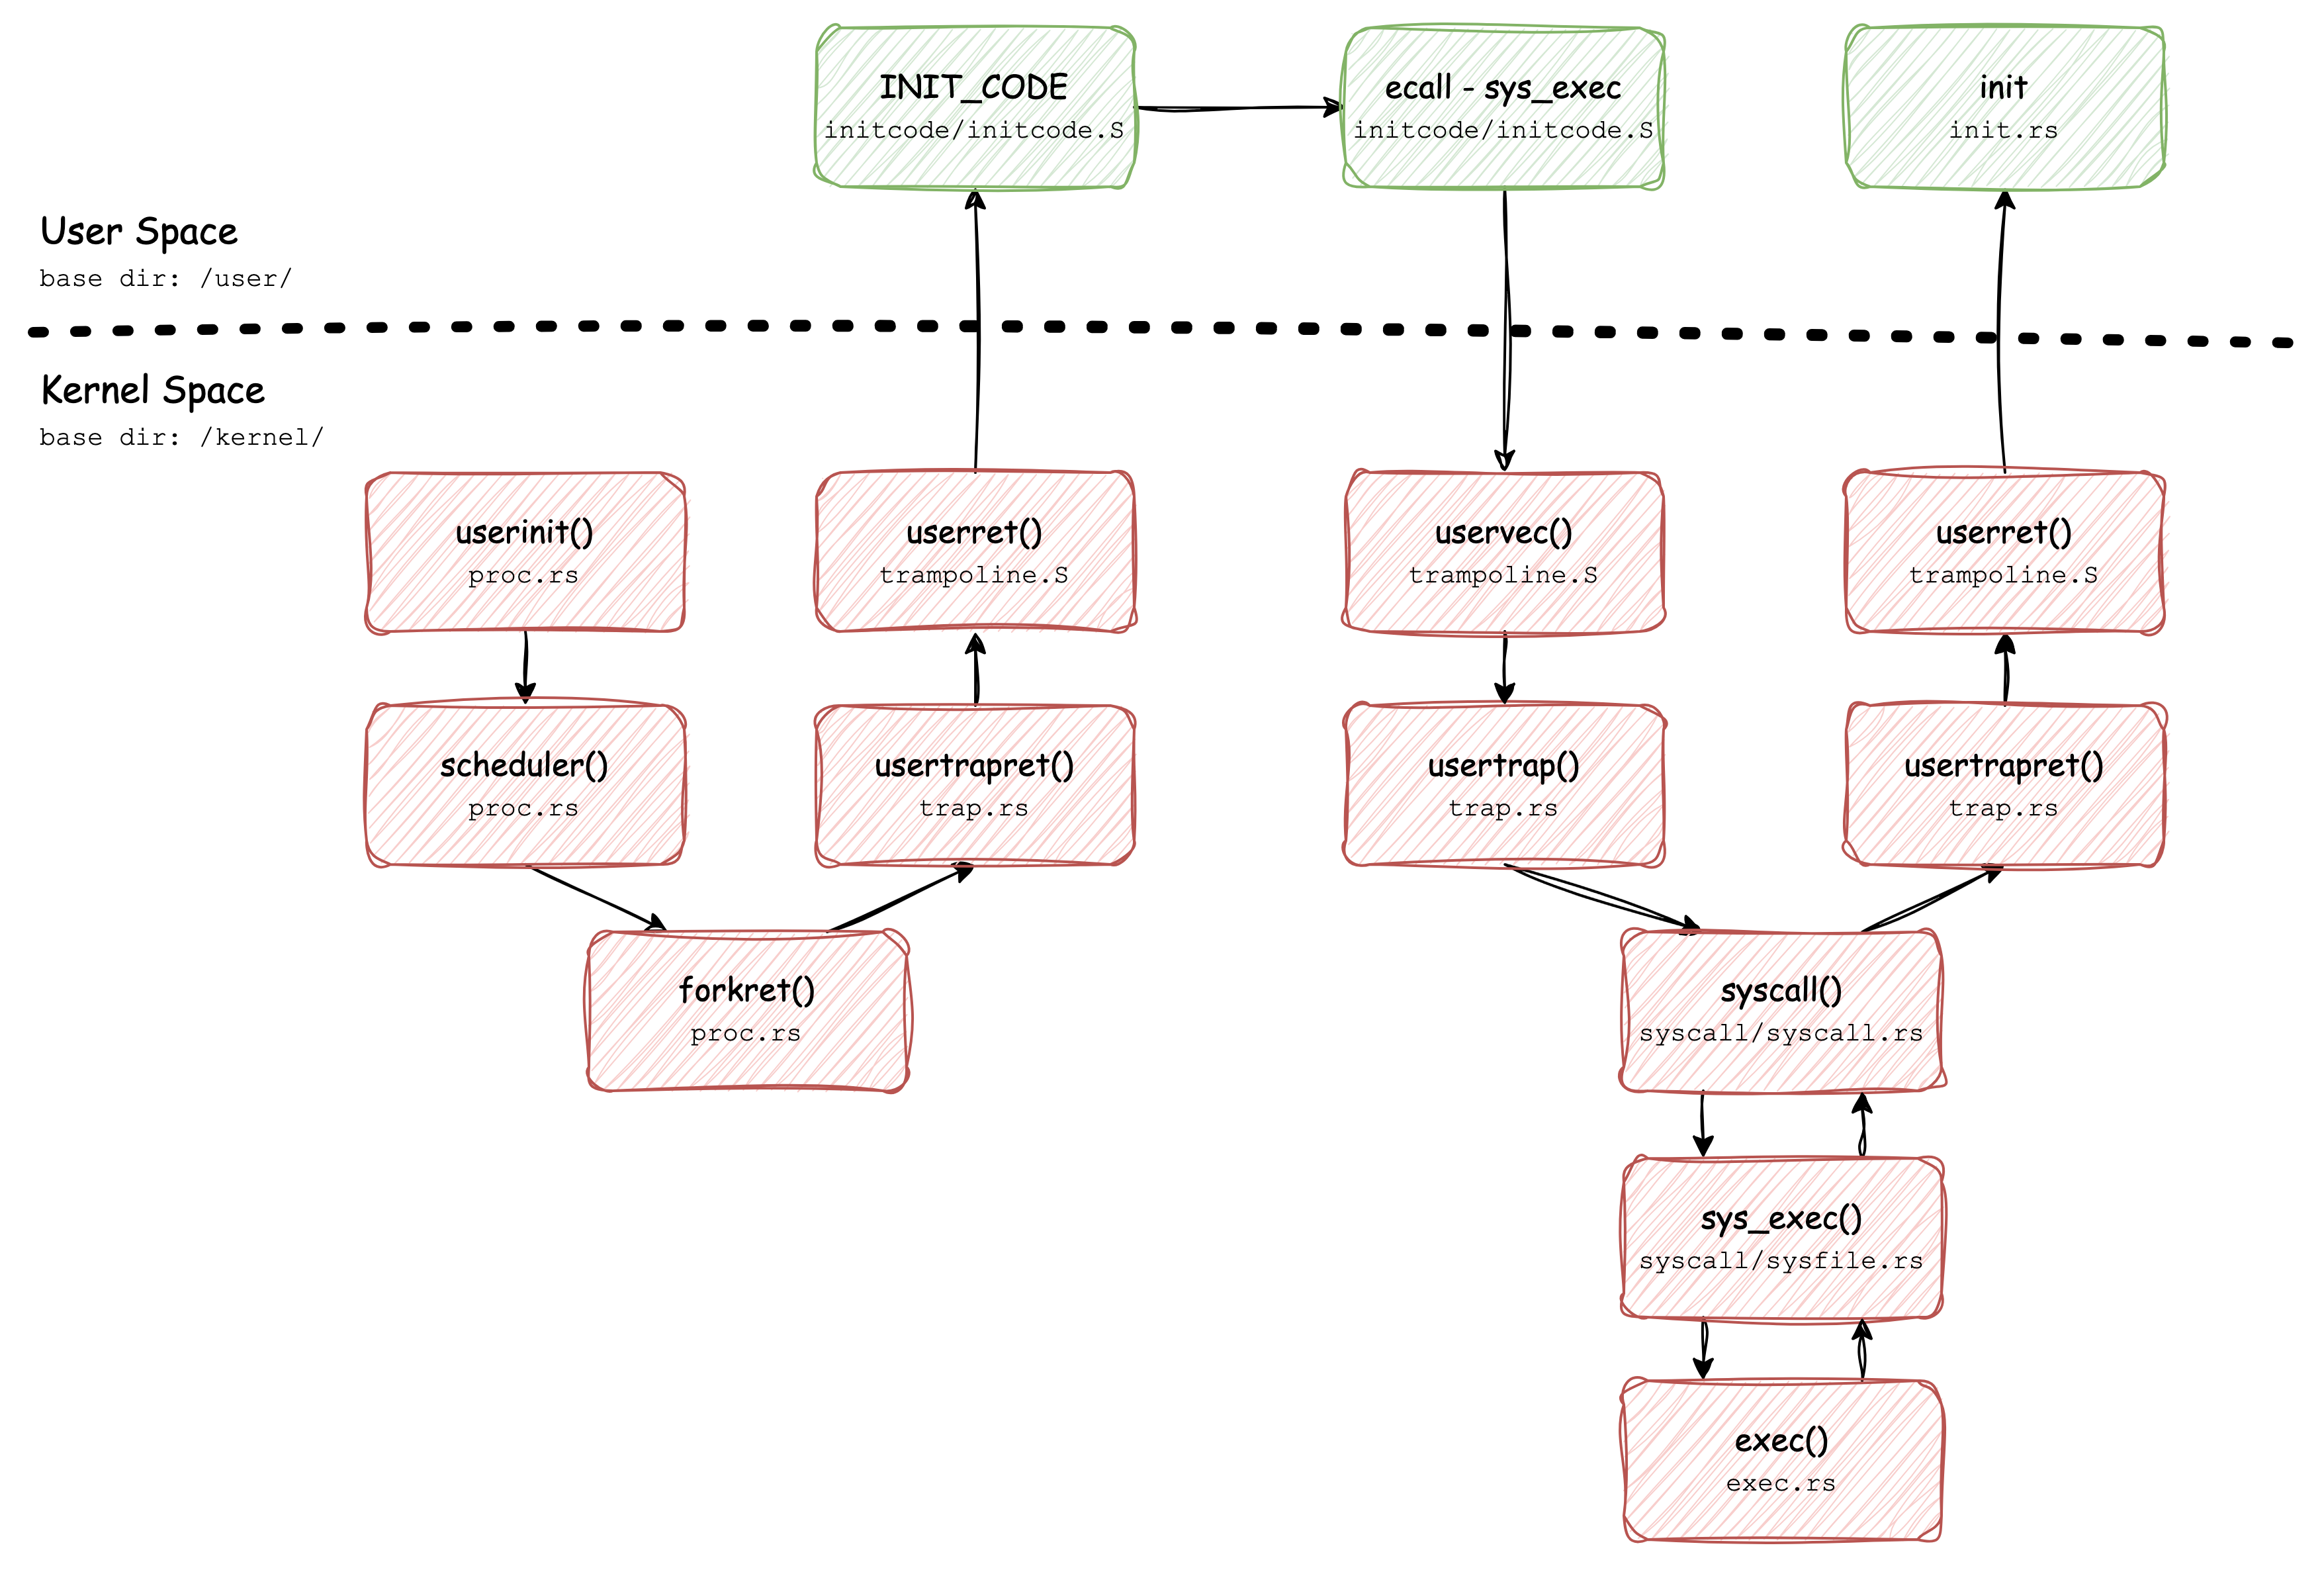 INIT_CODE
initcode/initcode.S
ecall - sys_exec
initcode/initcode.S
init
init.rs
User Space
base dir: /user/
Kernel Space
base dir: /kernel/
userinit()
proc.rs
userret()
trampoline.S
uservec()
trampoline.S
userret()
trampoline.S
scheduler()
proc.rs
usertrapret()
trap.rs
usertrap()
trap.rs
usertrapret()
trap.rs
forkret()
proc.rs
syscall()
syscall/syscall.rs
sys_exec()
syscall/sysfile.rs
exec()
exec.rs